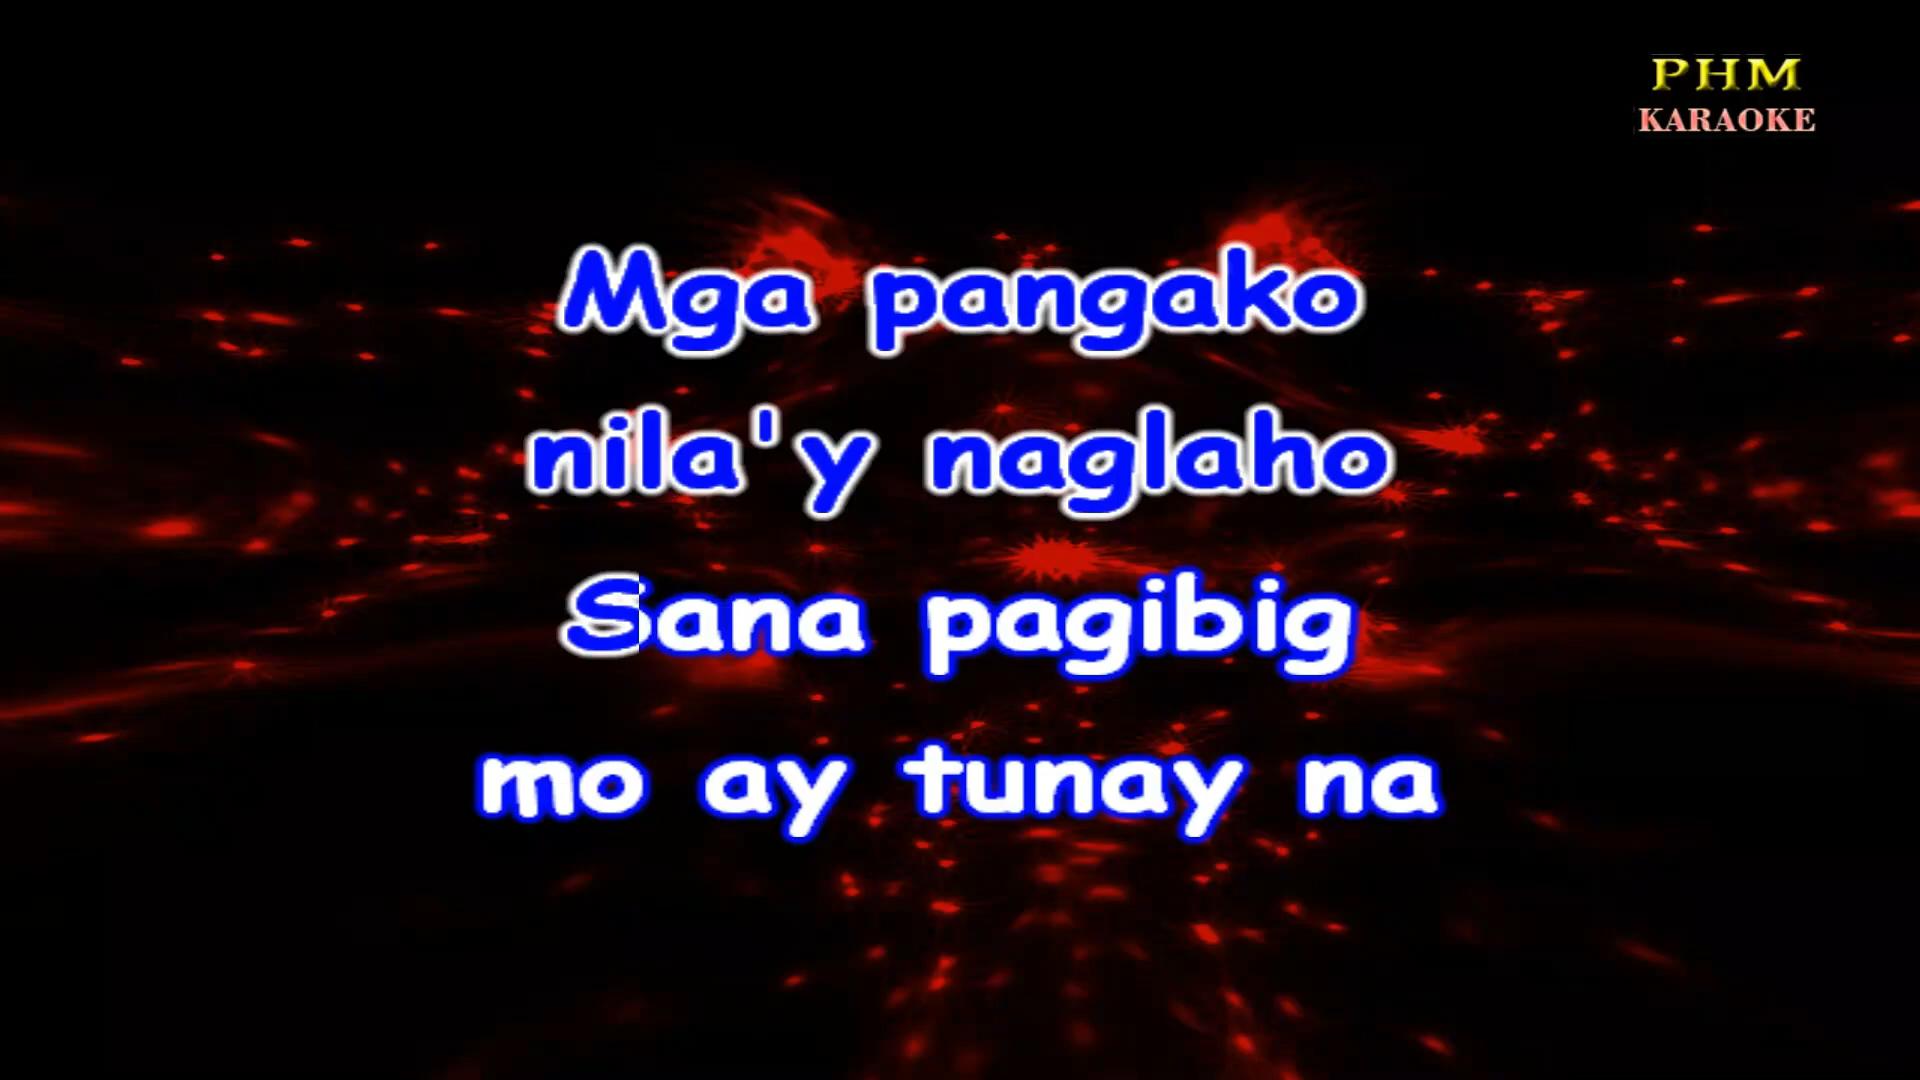 PHM
KARAOKE
Mga pangako
nila'y naglaho
Sana pagibig
mo ay tunay na